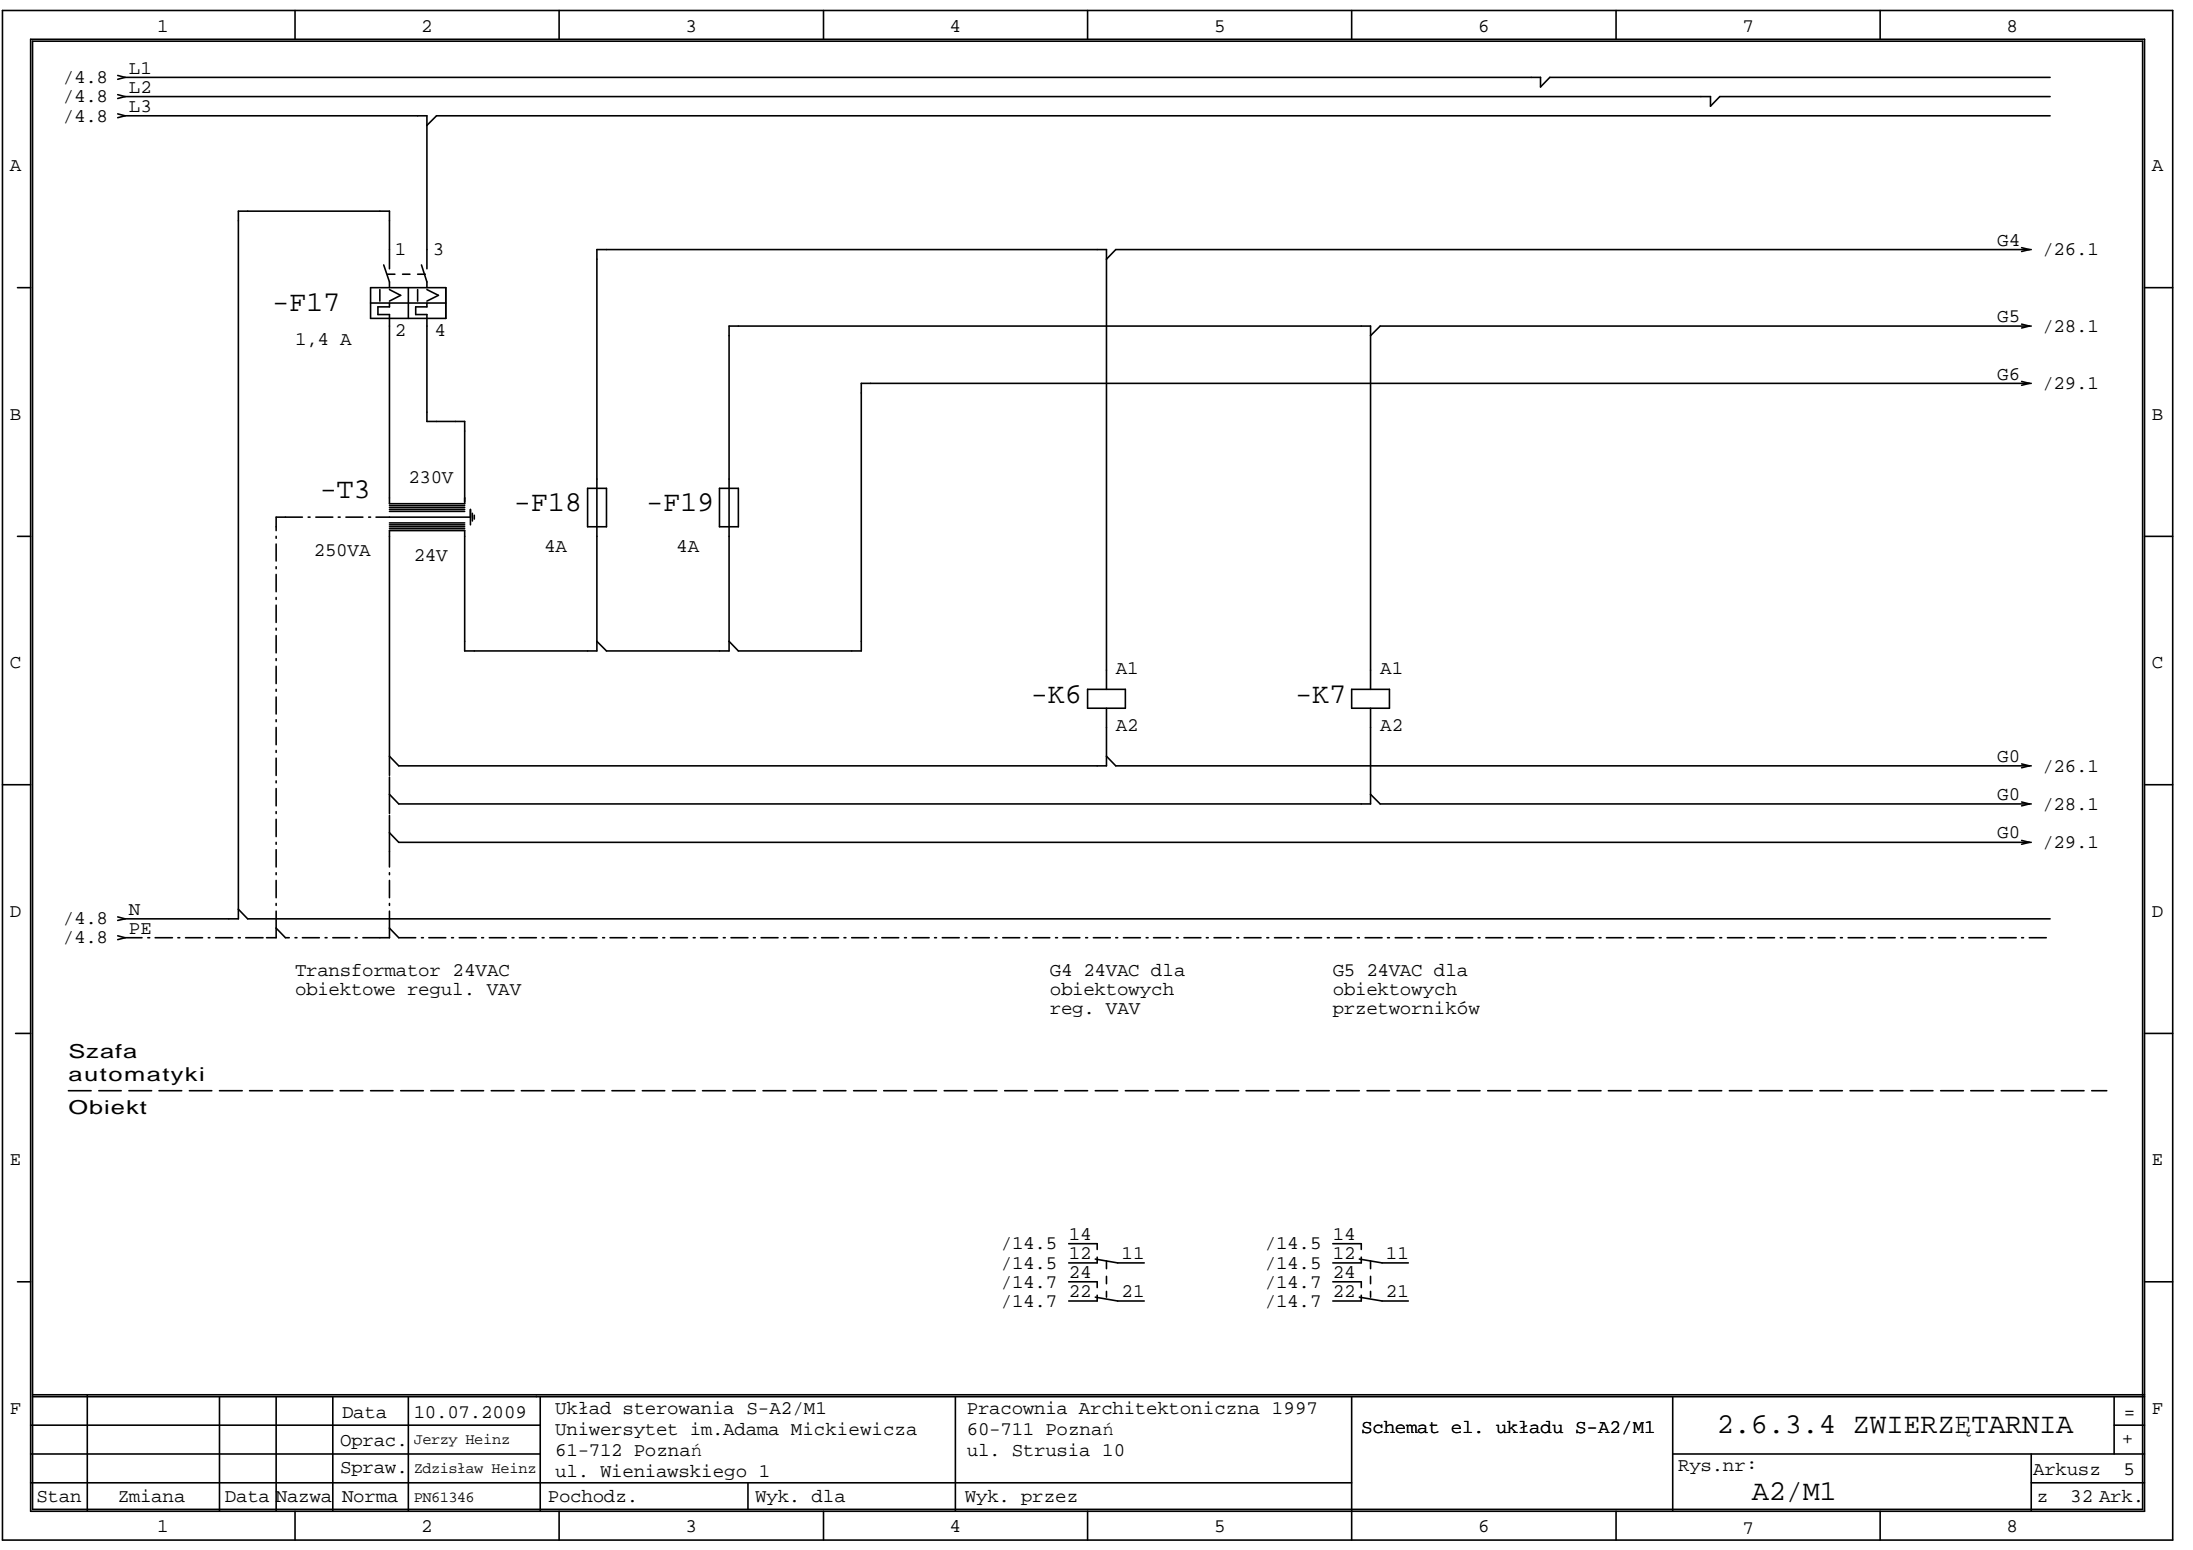 1 2 3 4 5 6 7 8
/4.8 L1
/4.8 L2
/4.8 L3
A A
1 3
G4 /26.1
-F17
1,4 A
2 4
G5 /28.1
G6 /29.1
B B
230V
-T3
-F18
-F19
250VA 24V
4A
4A
C C
A1
-K6
A2
A1
-K7
A2
G0 /26.1
G0 /28.1
G0 /29.1
D D
/4.8 N
/4.8 PE
Transformator 24VAC
obiektowe regul. VAV
G4 24VAC dla
obiektowych
reg. VAV
G5 24VAC dla
obiektowych
przetworników
Szafa
automatyki
Obiekt
E E
/14.5 14
/14.5 12 11
/14.7 24
/14.7 22 21
/14.5 14
/14.5 12 11
/14.7 24
/14.7 22 21
F F
Data 10.07.2009
Oprac. Jerzy Heinz
Spraw. Zdzisław Heinz
Stan Zmiana Data Nazwa Norma PN61346
Układ sterowania S-A2/M1
Uniwersytet im.Adama Mickiewicza
61-712 Poznań
ul. Wieniawskiego 1
Pochodz. Wyk. dla
Pracownia Architektoniczna 1997
60-711 Poznań
ul. Strusia 10
Wyk. przez
Schemat el. układu S-A2/M1
2.6.3.4 ZWIERZĘTARNIA
=
+
Rys.nr:
A2/M1
Arkusz 5
z 32 Ark.
1 2 3 4 5 6 7 8